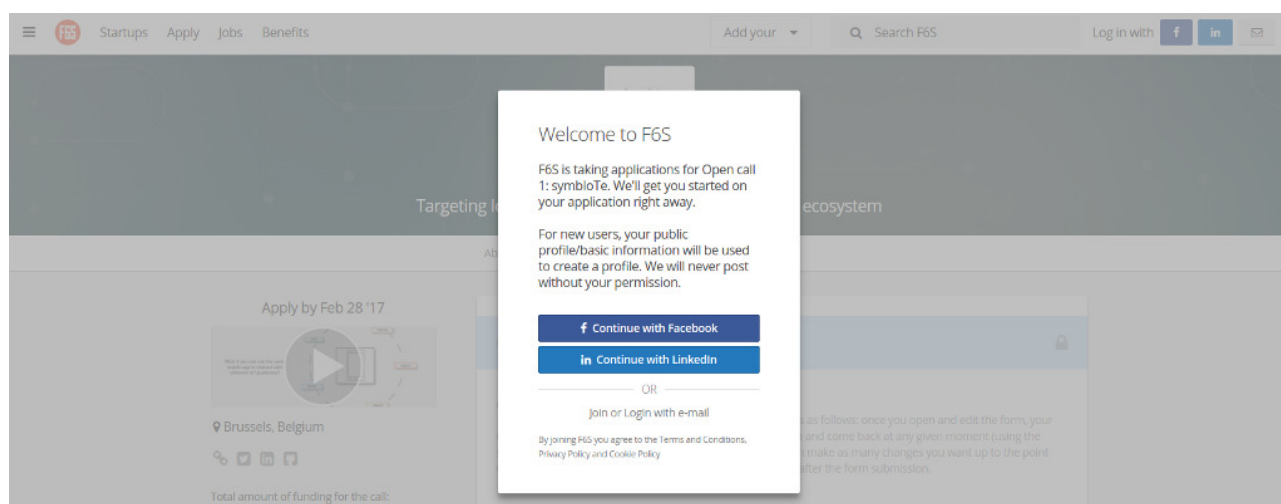 F6S Startups Apply Jobs Benefits Add your Search F6S Log in with f in
Targeting
ecosystem
Welcome to F6S
F6S is taking applications for Open call
1: symbIoTe. We'll get you started on
your application right away.
For new users, your public
profile/basic information will be used
to create a profile. We will never post
without your permission.
f Continue with Facebook
in Continue with LinkedIn
OR
Join or Login with e-mail
By joining F6S you agree to the Terms and Conditions,
Privacy Policy and Cookie Policy
Apply by Feb 28 '17
Brussels, Belgium
Total amount of funding for the call:
as follows: once you open and edit the form, your
and come back at any given moment (using the
make as many changes you want up to the point
after the form submission.